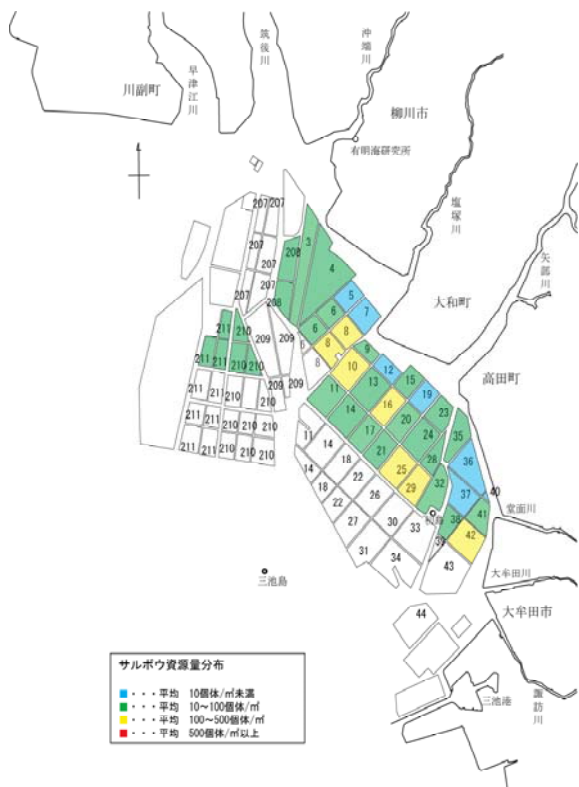 沖端川
筑後川
早津江川
川副町
柳川市
有明海研究所
塩塚川
矢部川
大和町
高田町
207 207
207
207
207
207
208
208
3
4
5
7
6
6
6
8
8
8
9
10
11
12
13
14
15
16
17
19
20
21
23
24
25
28
29
32
35
36
37
38
39
40
41
42
43
211 210
211 211 210 210
209 209
209 209
211 210 210
211 211 210 210
211 211 210 210
11
14
14
18
18
22
22
26
27
30
31
33
34
44
堂面川
大牟田川
大牟田市
三池島
三池港
諏訪川
サルボウ資源量分布
・・・平均 10個体/㎡未満
・・・平均 10~100個体/㎡
・・・平均 100~500個体/㎡
・・・平均 500個体/㎡以上